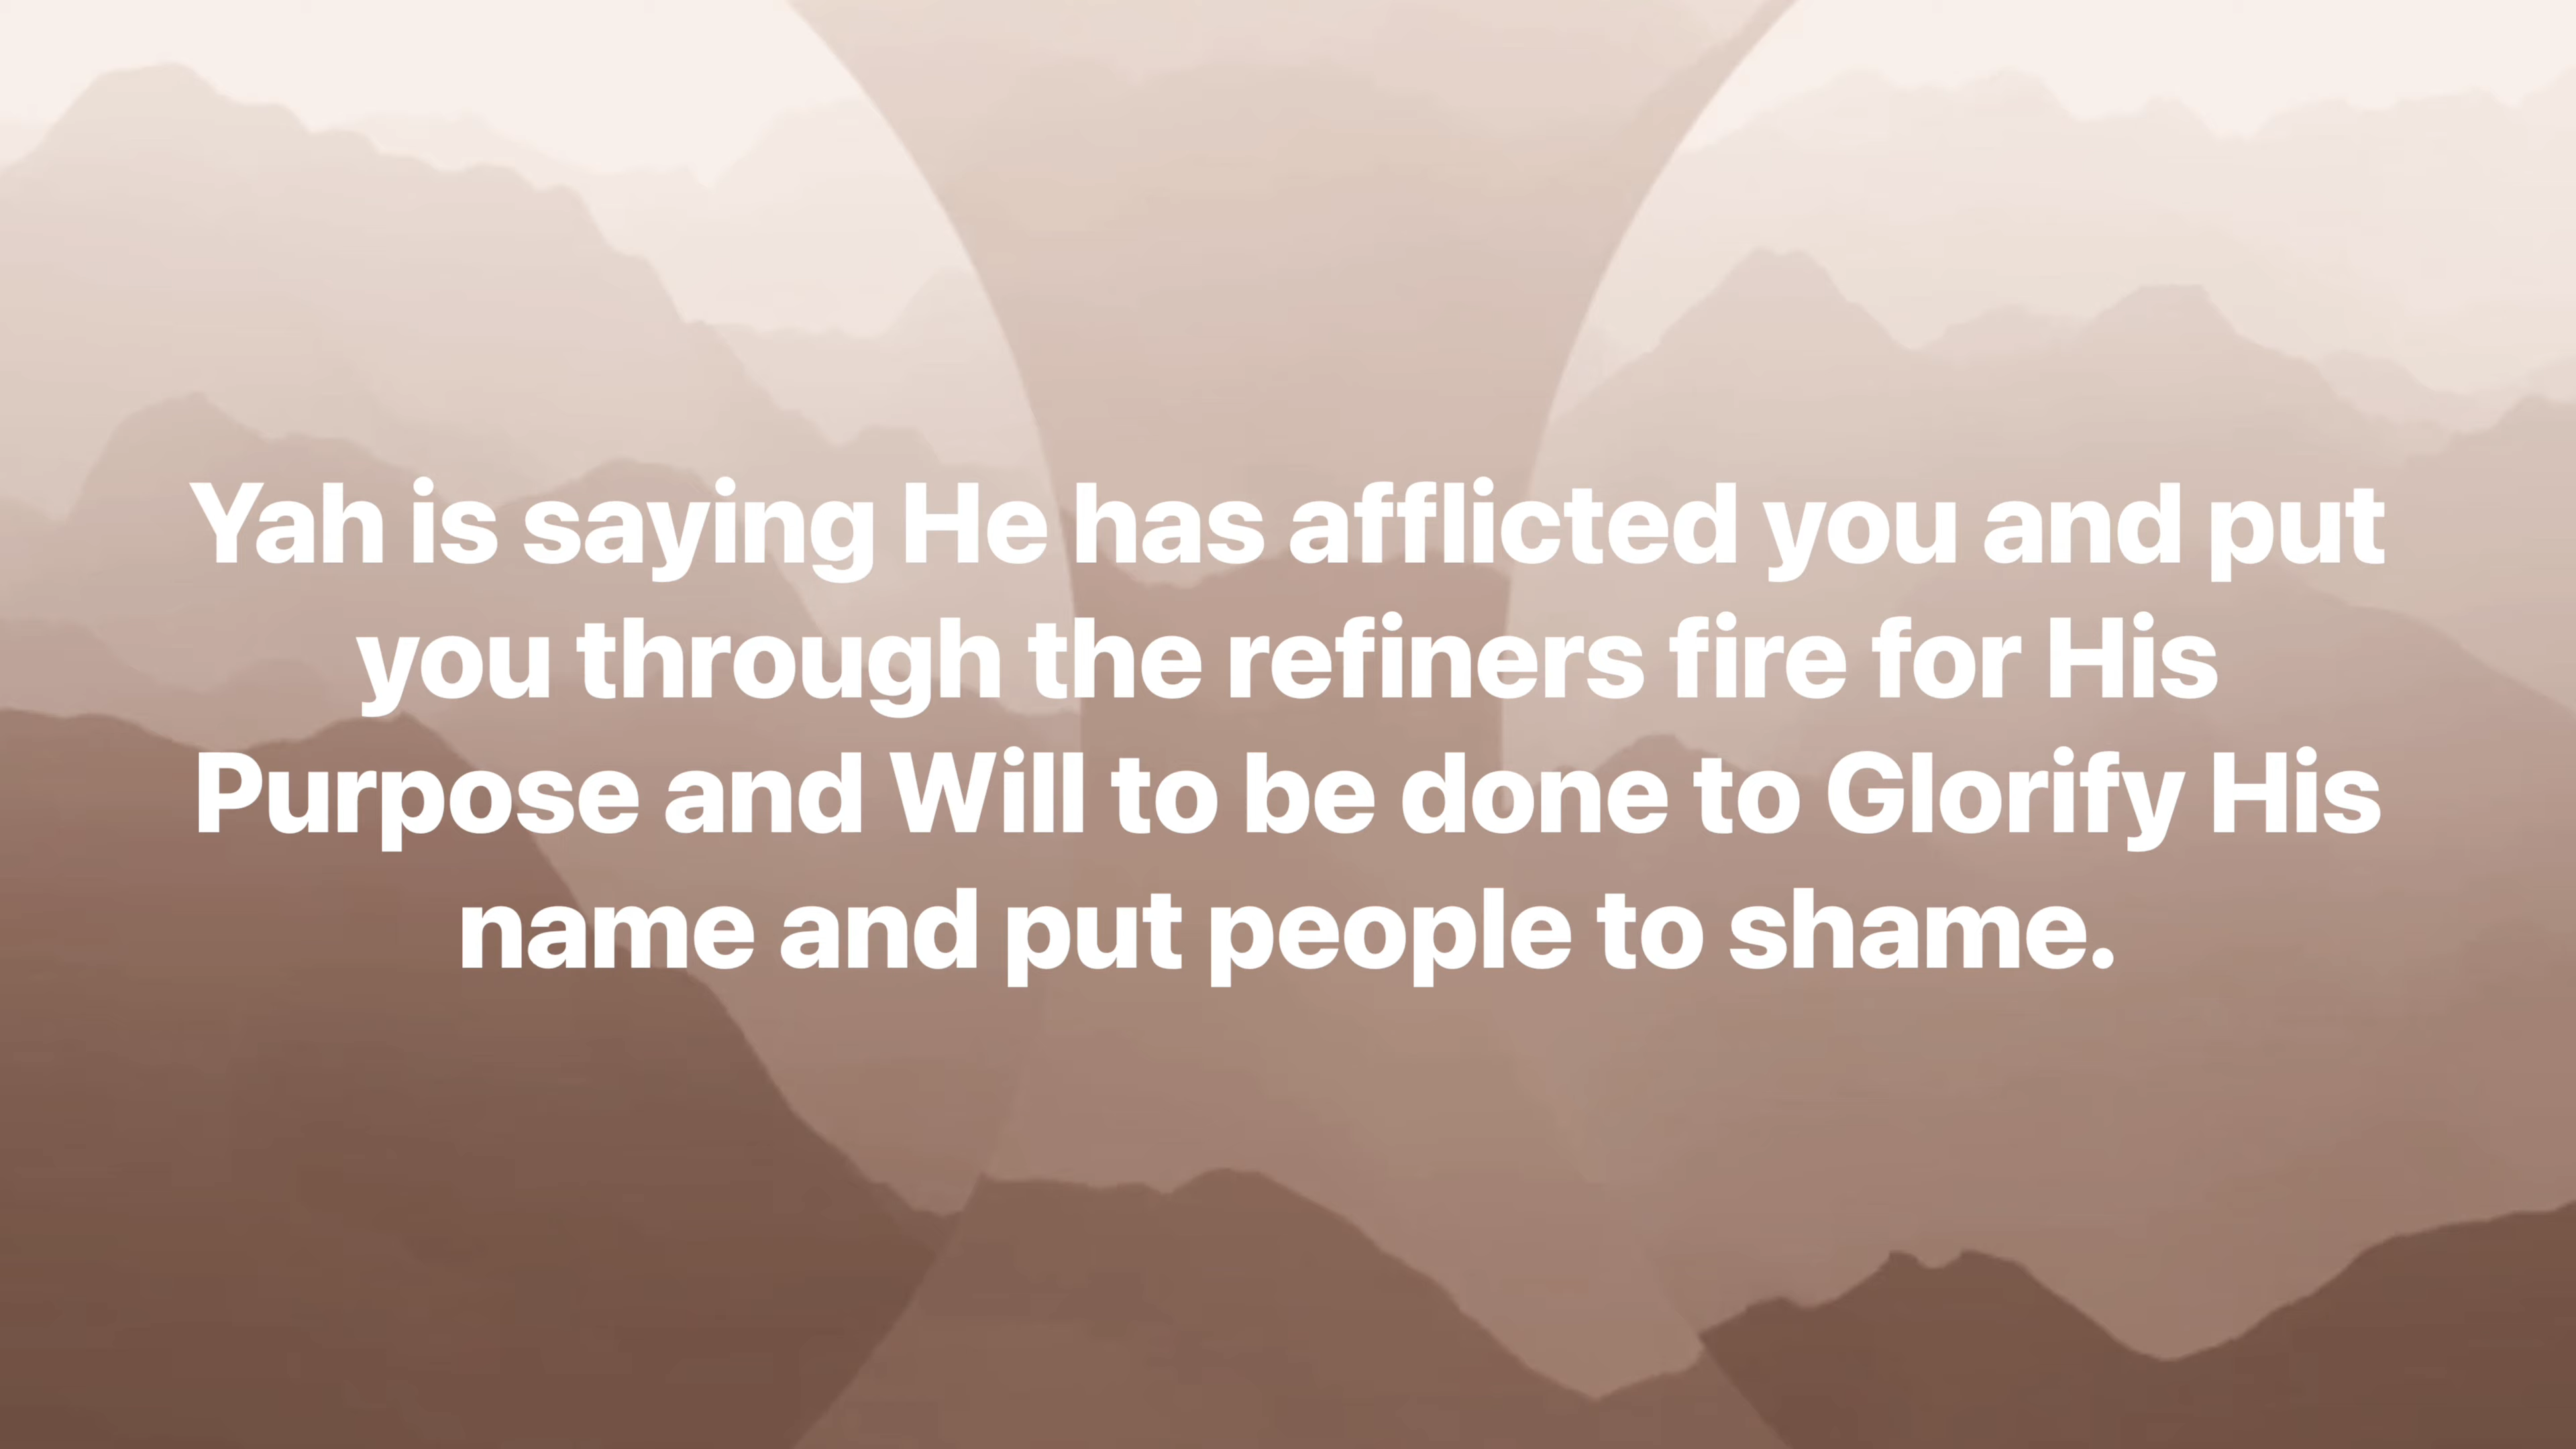 Yah is saying He has afflicted you and put
you through the refiners fire for His
Purpose and Will to be done to Glorify His
name and put people to shame.